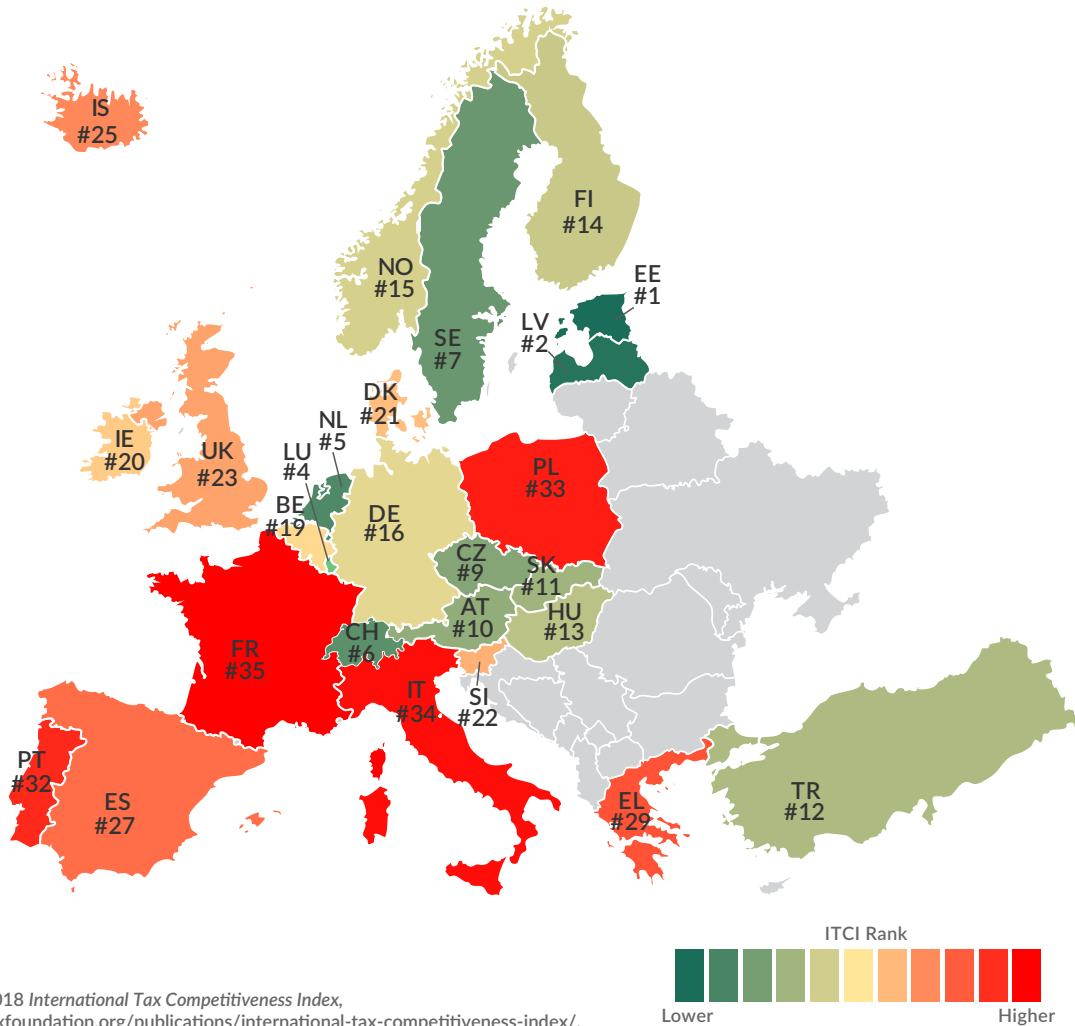 IS
#25
FI
#14
NO
#15
EE
#1
LV
#2
SE
#7
DK
#21
NL
#5
IE
#20
UK
#23
LU
#4
PL
#33
BE
#19
DE
#16
CZ
#9
SK
#11
AT
#10
HU
#13
CH
#6
FR
#35
IT
#34
SI
#22
PT
#32
ES
#27
EL
#29
TR
#12
ITCI Rank
Lower
Higher
International Tax Competitiveness Index,